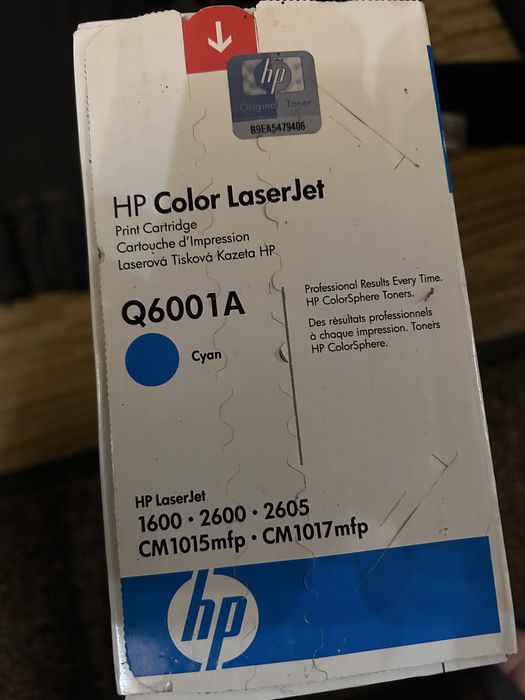 hp
Original Toner
B9EA5479406
HP Color LaserJet
Print Cartridge
Cartouche d'Impression
Laserová Tisková Kazeta HP
Q6001A
Cyan
Professional Results Every Time.
HP ColorSphere Toners.
Des résultats professionnels
à chaque impression. Toners
HP ColorSphere.
HP LaserJet
1600 • 2600 • 2605
CM1015mfp • CM1017mfp
hp